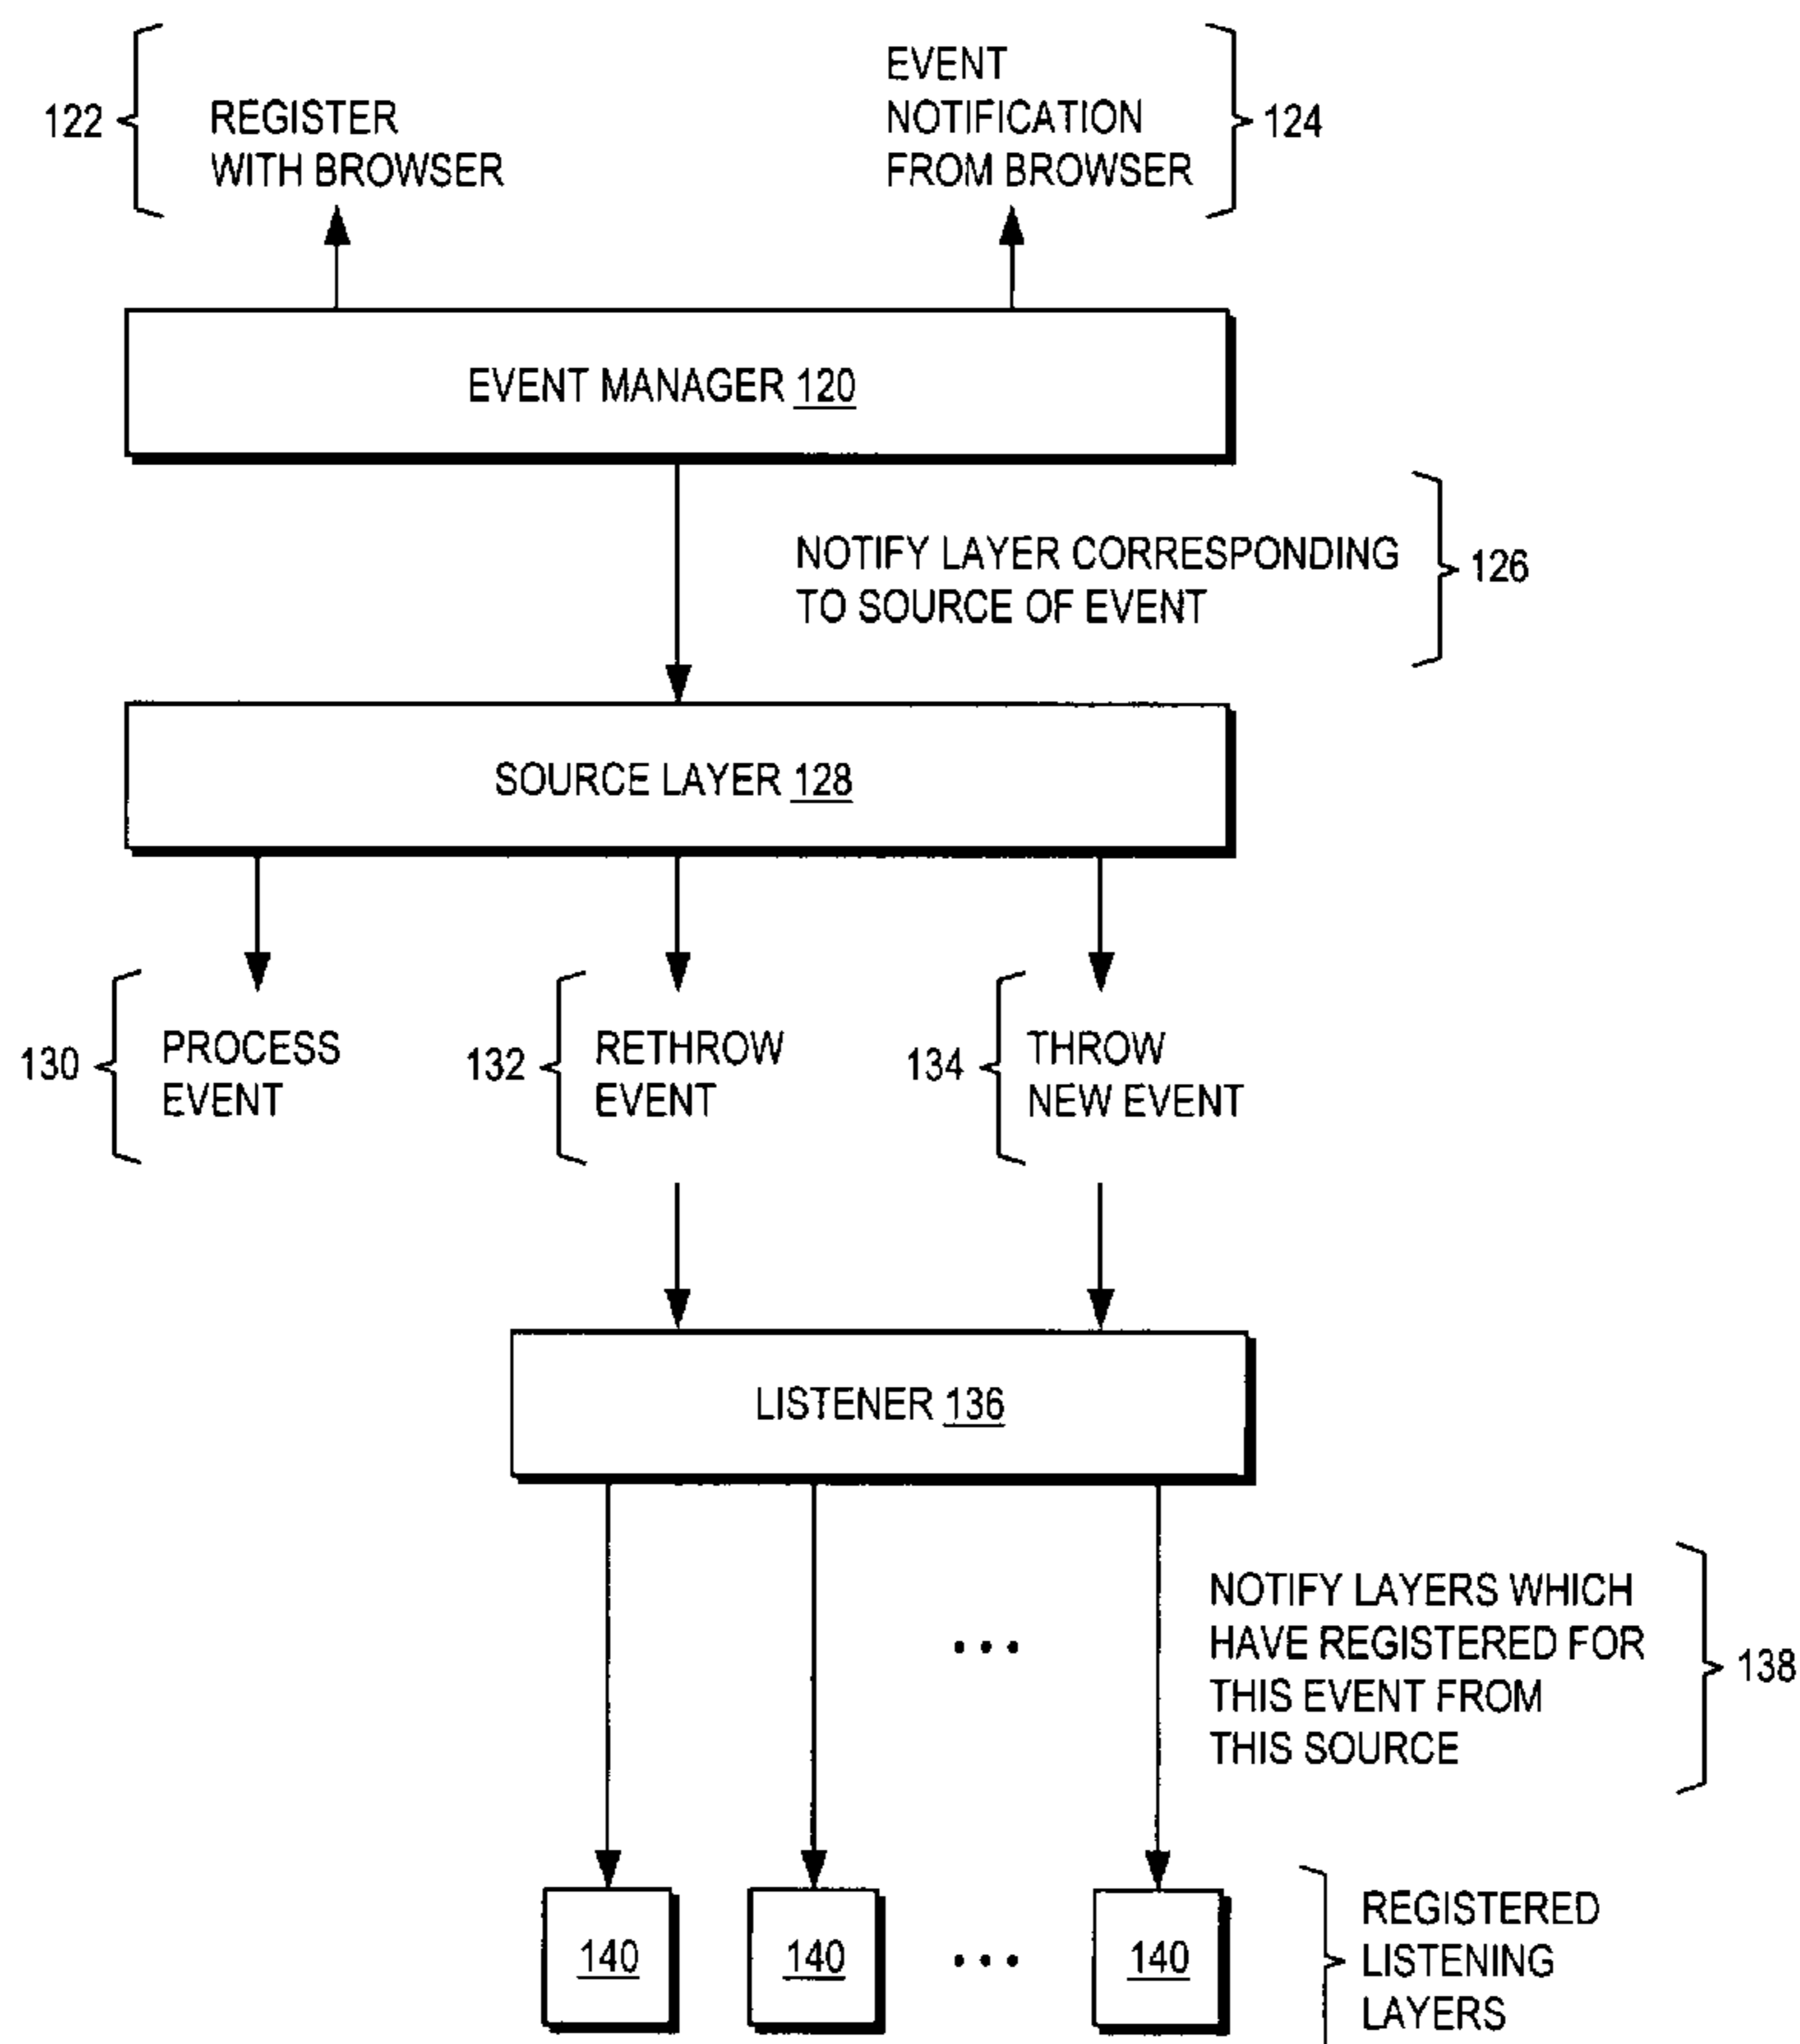 122
REGISTER
WITH BROWSER
EVENT
NOTIFICATION
FROM BROWSER
124
EVENT MANAGER 120
NOTIFY LAYER CORRESPONDING
TO SOURCE OF EVENT
126
SOURCE LAYER 128
130
PROCESS
EVENT
132
RETHROW
EVENT
134
THROW
NEW EVENT
LISTENER 136
...
NOTIFY LAYERS WHICH
HAVE REGISTERED FOR
THIS EVENT FROM
THIS SOURCE
138
140 140 ... 140
REGISTERED
LISTENING
LAYERS